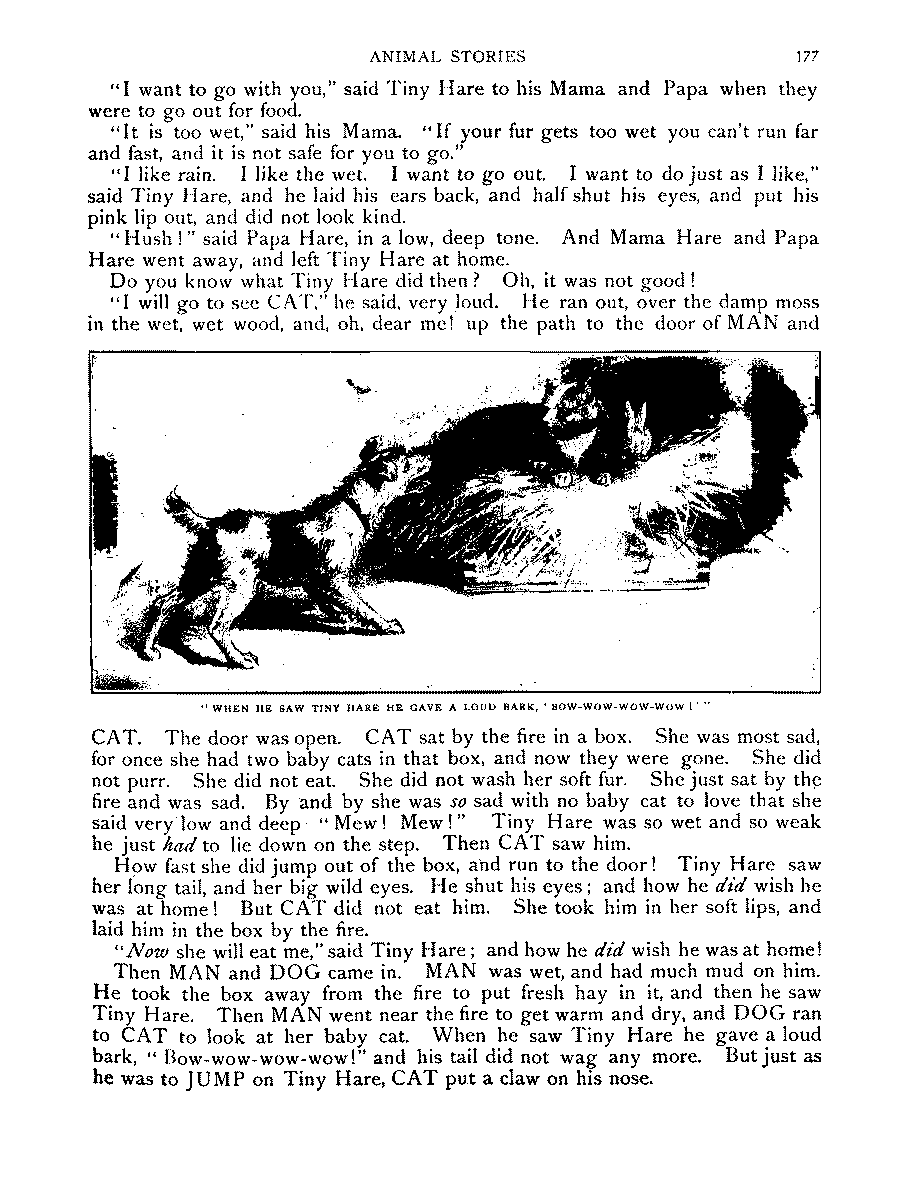 ANIMAL STORIES 177
"I want to go with you," said Tiny Hare to his Mama and Papa when they
were to go out for food.
"It is too wet," said his Mama. "If your fur gets too wet you can't run far
and fast, and it is not safe for you to go."
"I like rain. I like the wet. I want to go out. I want to do just as I like,"
said Tiny Hare, and he laid his ears back, and half shut his eyes, and put his
pink lip out, and did not look kind.
"Hush!" said Papa Hare, in a low, deep tone. And Mama Hare and Papa
Hare went away, and left Tiny Hare at home.
Do you know what Tiny Hare did then? Oh, it was not good!
"I will go to see CAT," he said, very loud. He ran out, over the damp moss
in the wet, wet wood, and, oh, dear me! up the path to the door of MAN and
"WHEN HE SAW TINY HARE HE GAVE A LOUD BARK, 'BOW-WOW-WOW-WOW!'"
CAT. The door was open. CAT sat by the fire in a box. She was most sad,
for once she had two baby cats in that box, and now they were gone. She did
not purr. She did not eat. She did not wash her soft fur. She just sat by the
fire and was sad. By and by she was so sad with no baby cat to love that she
said very low and deep "Mew! Mew!" Tiny Hare was so wet and so weak
he just had to lie down on the step. Then CAT saw him.
How fast she did jump out of the box, and run to the door! Tiny Hare saw
her long tail, and her big wild eyes. He shut his eyes; and how he did wish he
was at home! But CAT did not eat him. She took him in her soft lips, and
laid him in the box by the fire.
"Now she will eat me," said Tiny Hare; and how he did wish he was at home!
Then MAN and DOG came in. MAN was wet, and had much mud on him.
He took the box away from the fire to put fresh hay in it, and then he saw
Tiny Hare. Then MAN went near the fire to get warm and dry, and DOG ran
to CAT to look at her baby cat. When he saw Tiny Hare he gave a loud
bark, "Bow-wow-wow-wow!" and his tail did not wag any more. But just as
he was to JUMP on Tiny Hare, CAT put a claw on his nose.